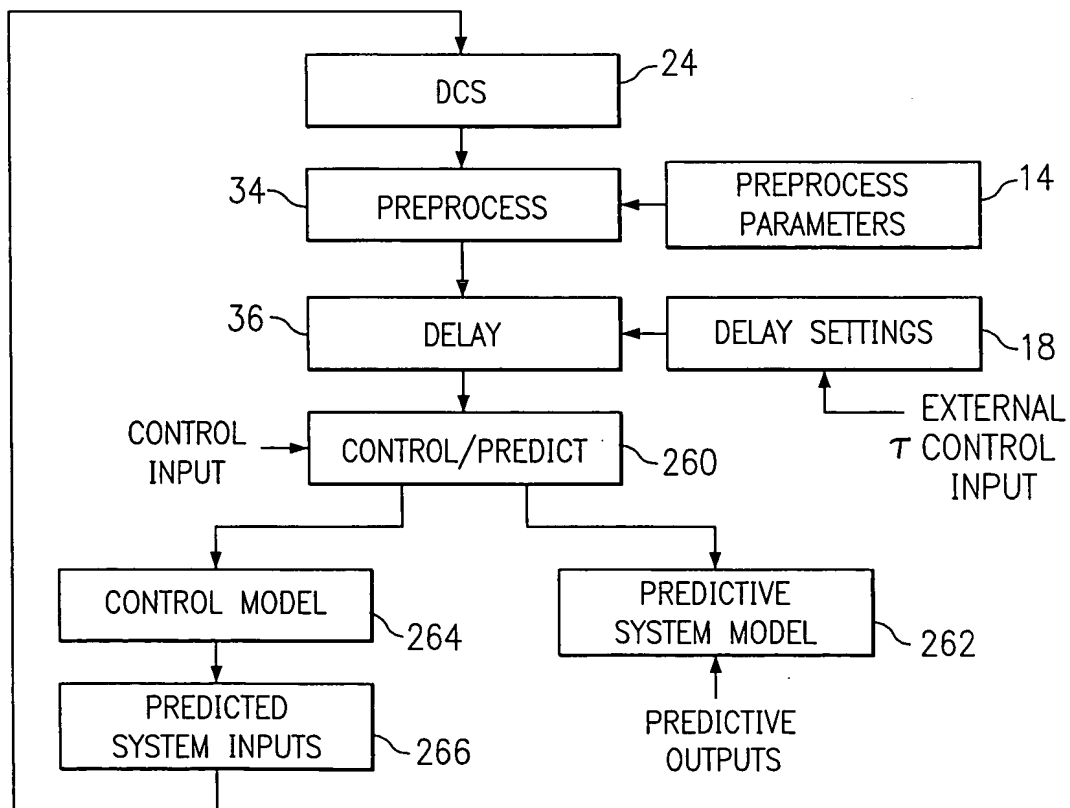 24
DCS
34
PREPROCESS
PREPROCESS
PARAMETERS
14
36
DELAY
DELAY SETTINGS
18
EXTERNAL
τ CONTROL
INPUT
CONTROL
INPUT
CONTROL/PREDICT
260
CONTROL MODEL
264
PREDICTIVE
SYSTEM MODEL
262
PREDICTED
SYSTEM INPUTS
266
PREDICTIVE
OUTPUTS